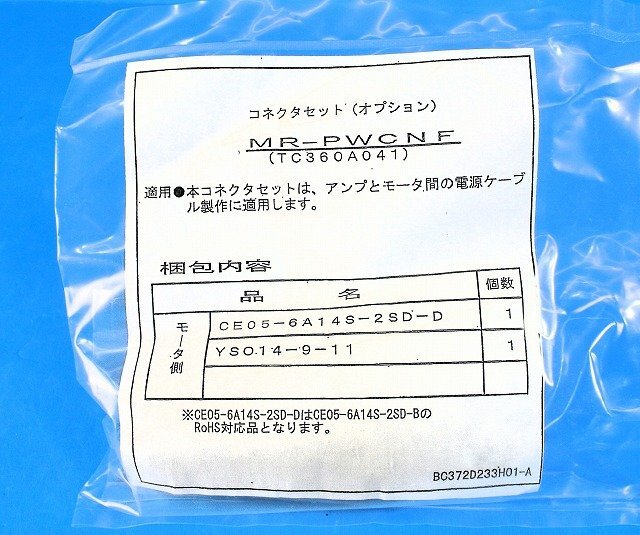 コネクタセット（オプション）
MR-PWCNF
(TC360A041)
適用●本コネクタセットは、アンプとモータ間の電源ケーブ
ル製作に適用します。
梱包内容
品　名　個数
モータ側
CE05-6A14S-2SD-D　1
YSO14-9-11　1
※CE05-6A14S-2SD-DはCE05-6A14S-2SD-Bの
RoHS対応品となります。
BC372D233H01-A